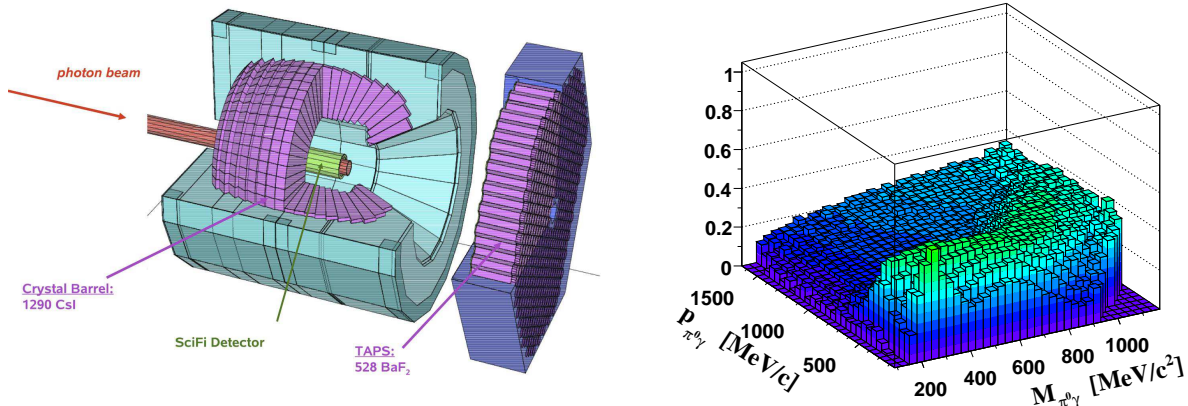 photon beam
Crystal Barrel:
1290 CsI
SciFi Detector
TAPS:
528 BaF₂
1
0.8
0.6
0.4
0.2
0
1500
1000
500
p_π⁰γ [MeV/c]
200
400
600
800
1000
M_π⁰γ [MeV/c²]